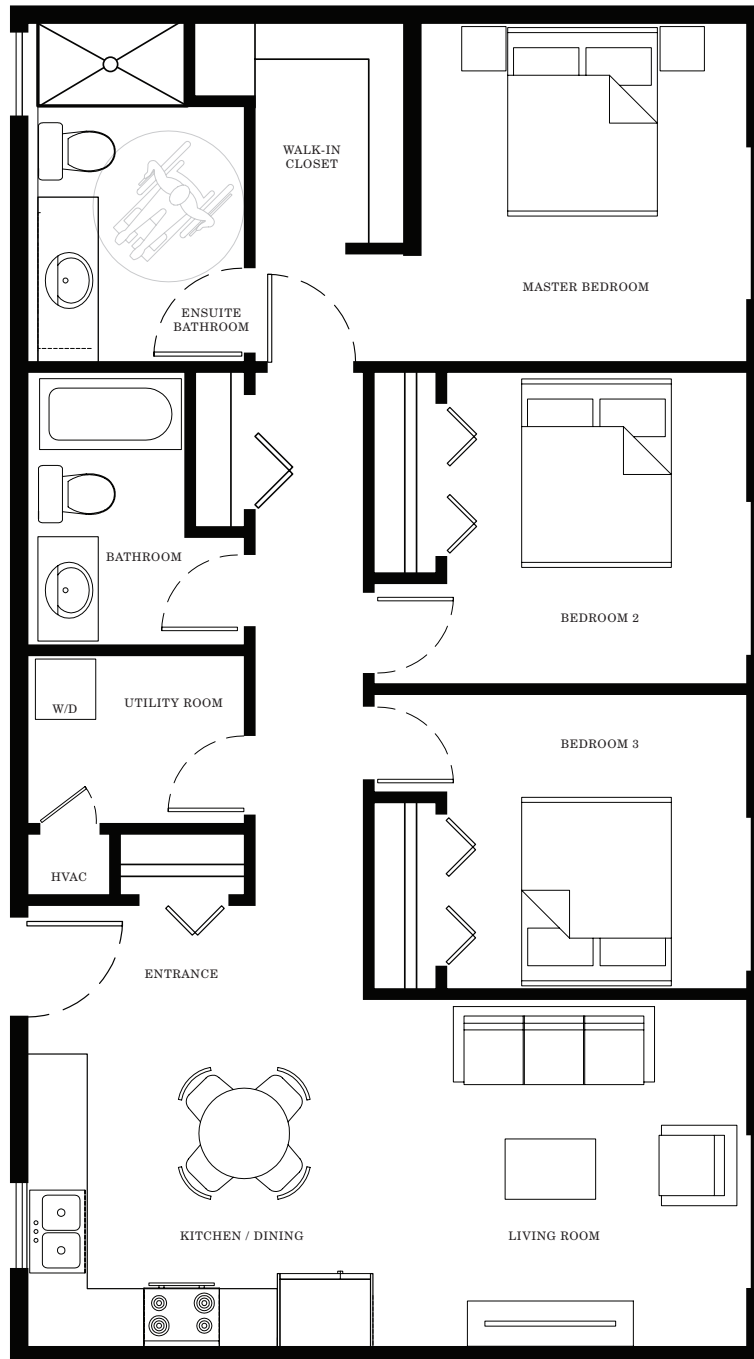 WALK-IN
CLOSET
MASTER BEDROOM
ENSUITE
BATHROOM
BATHROOM
BEDROOM 2
W/D
UTILITY ROOM
BEDROOM 3
HVAC
ENTRANCE
KITCHEN / DINING
LIVING ROOM